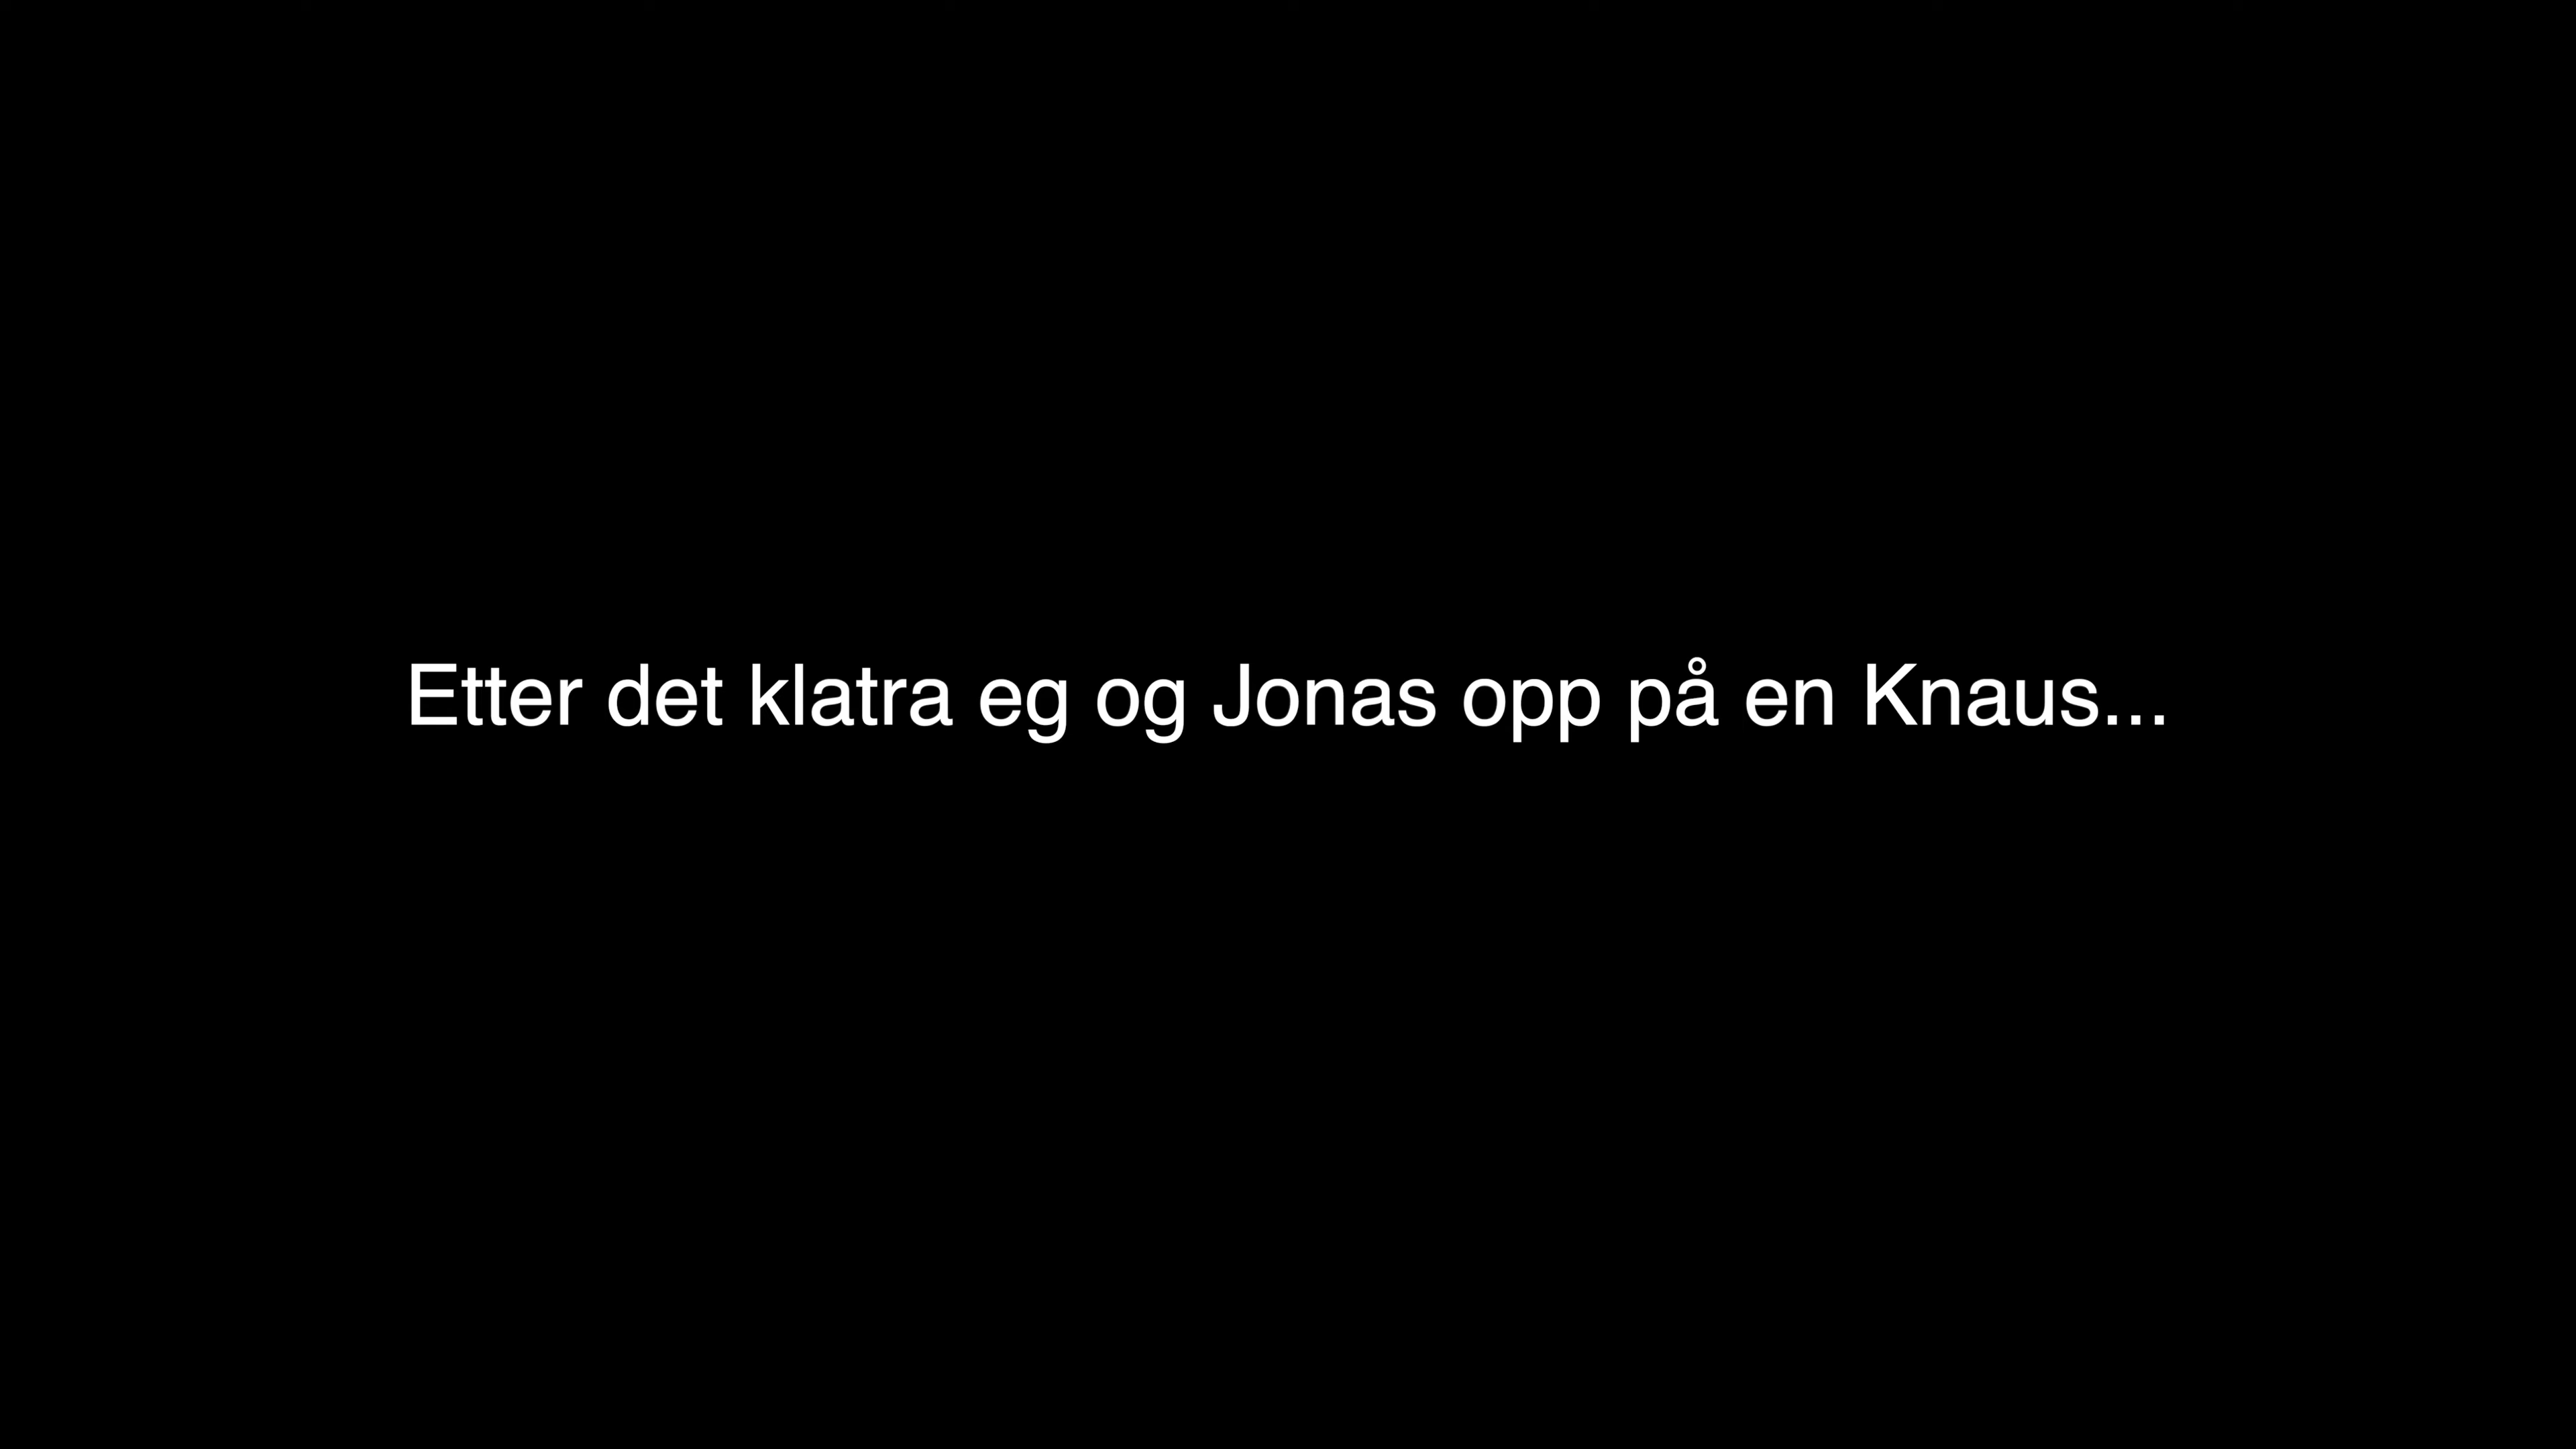 Etter det klatra eg og Jonas opp på en Knaus...